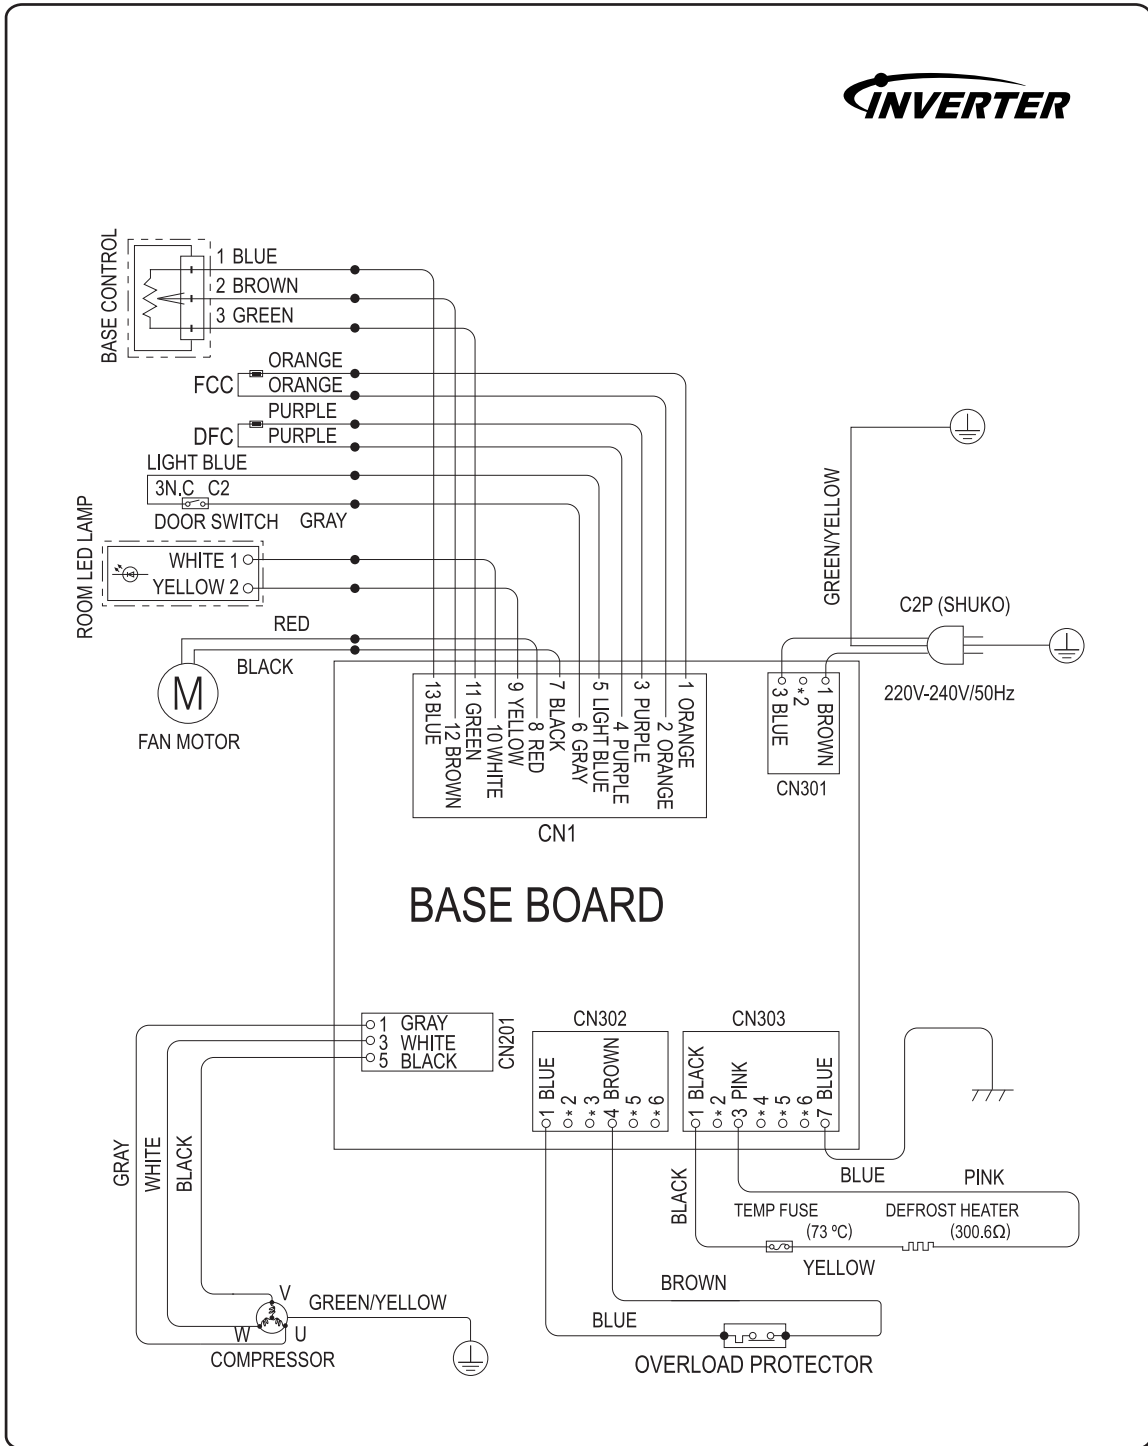 INVERTER
BASE CONTROL
1 BLUE
2 BROWN
3 GREEN
FCC
ORANGE
ORANGE
DFC
PURPLE
PURPLE
LIGHT BLUE
3N.C C2
DOOR SWITCH
GRAY
ROOM LED LAMP
WHITE 1
YELLOW 2
RED
BLACK
M
FAN MOTOR
GREEN/YELLOW
C2P (SHUKO)
220V-240V/50Hz
13 BLUE
12 BROWN
11 GREEN
10 WHITE
9 YELLOW
8 RED
7 BLACK
6 GRAY
5 LIGHT BLUE
4 PURPLE
3 PURPLE
2 ORANGE
1 ORANGE
CN1
3 BLUE
*2
1 BROWN
CN301
BASE BOARD
1 GRAY
3 WHITE
5 BLACK
CN201
CN302
1 BLUE
*2
*3
4 BROWN
*5
*6
CN303
1 BLACK
*2
3 PINK
*4
*5
*6
7 BLUE
GRAY
WHITE
BLACK
BLACK
BLUE
PINK
TEMP FUSE
(73 ºC)
DEFROST HEATER
(300.6Ω)
YELLOW
BROWN
BLUE
OVERLOAD PROTECTOR
V
W
U
GREEN/YELLOW
COMPRESSOR